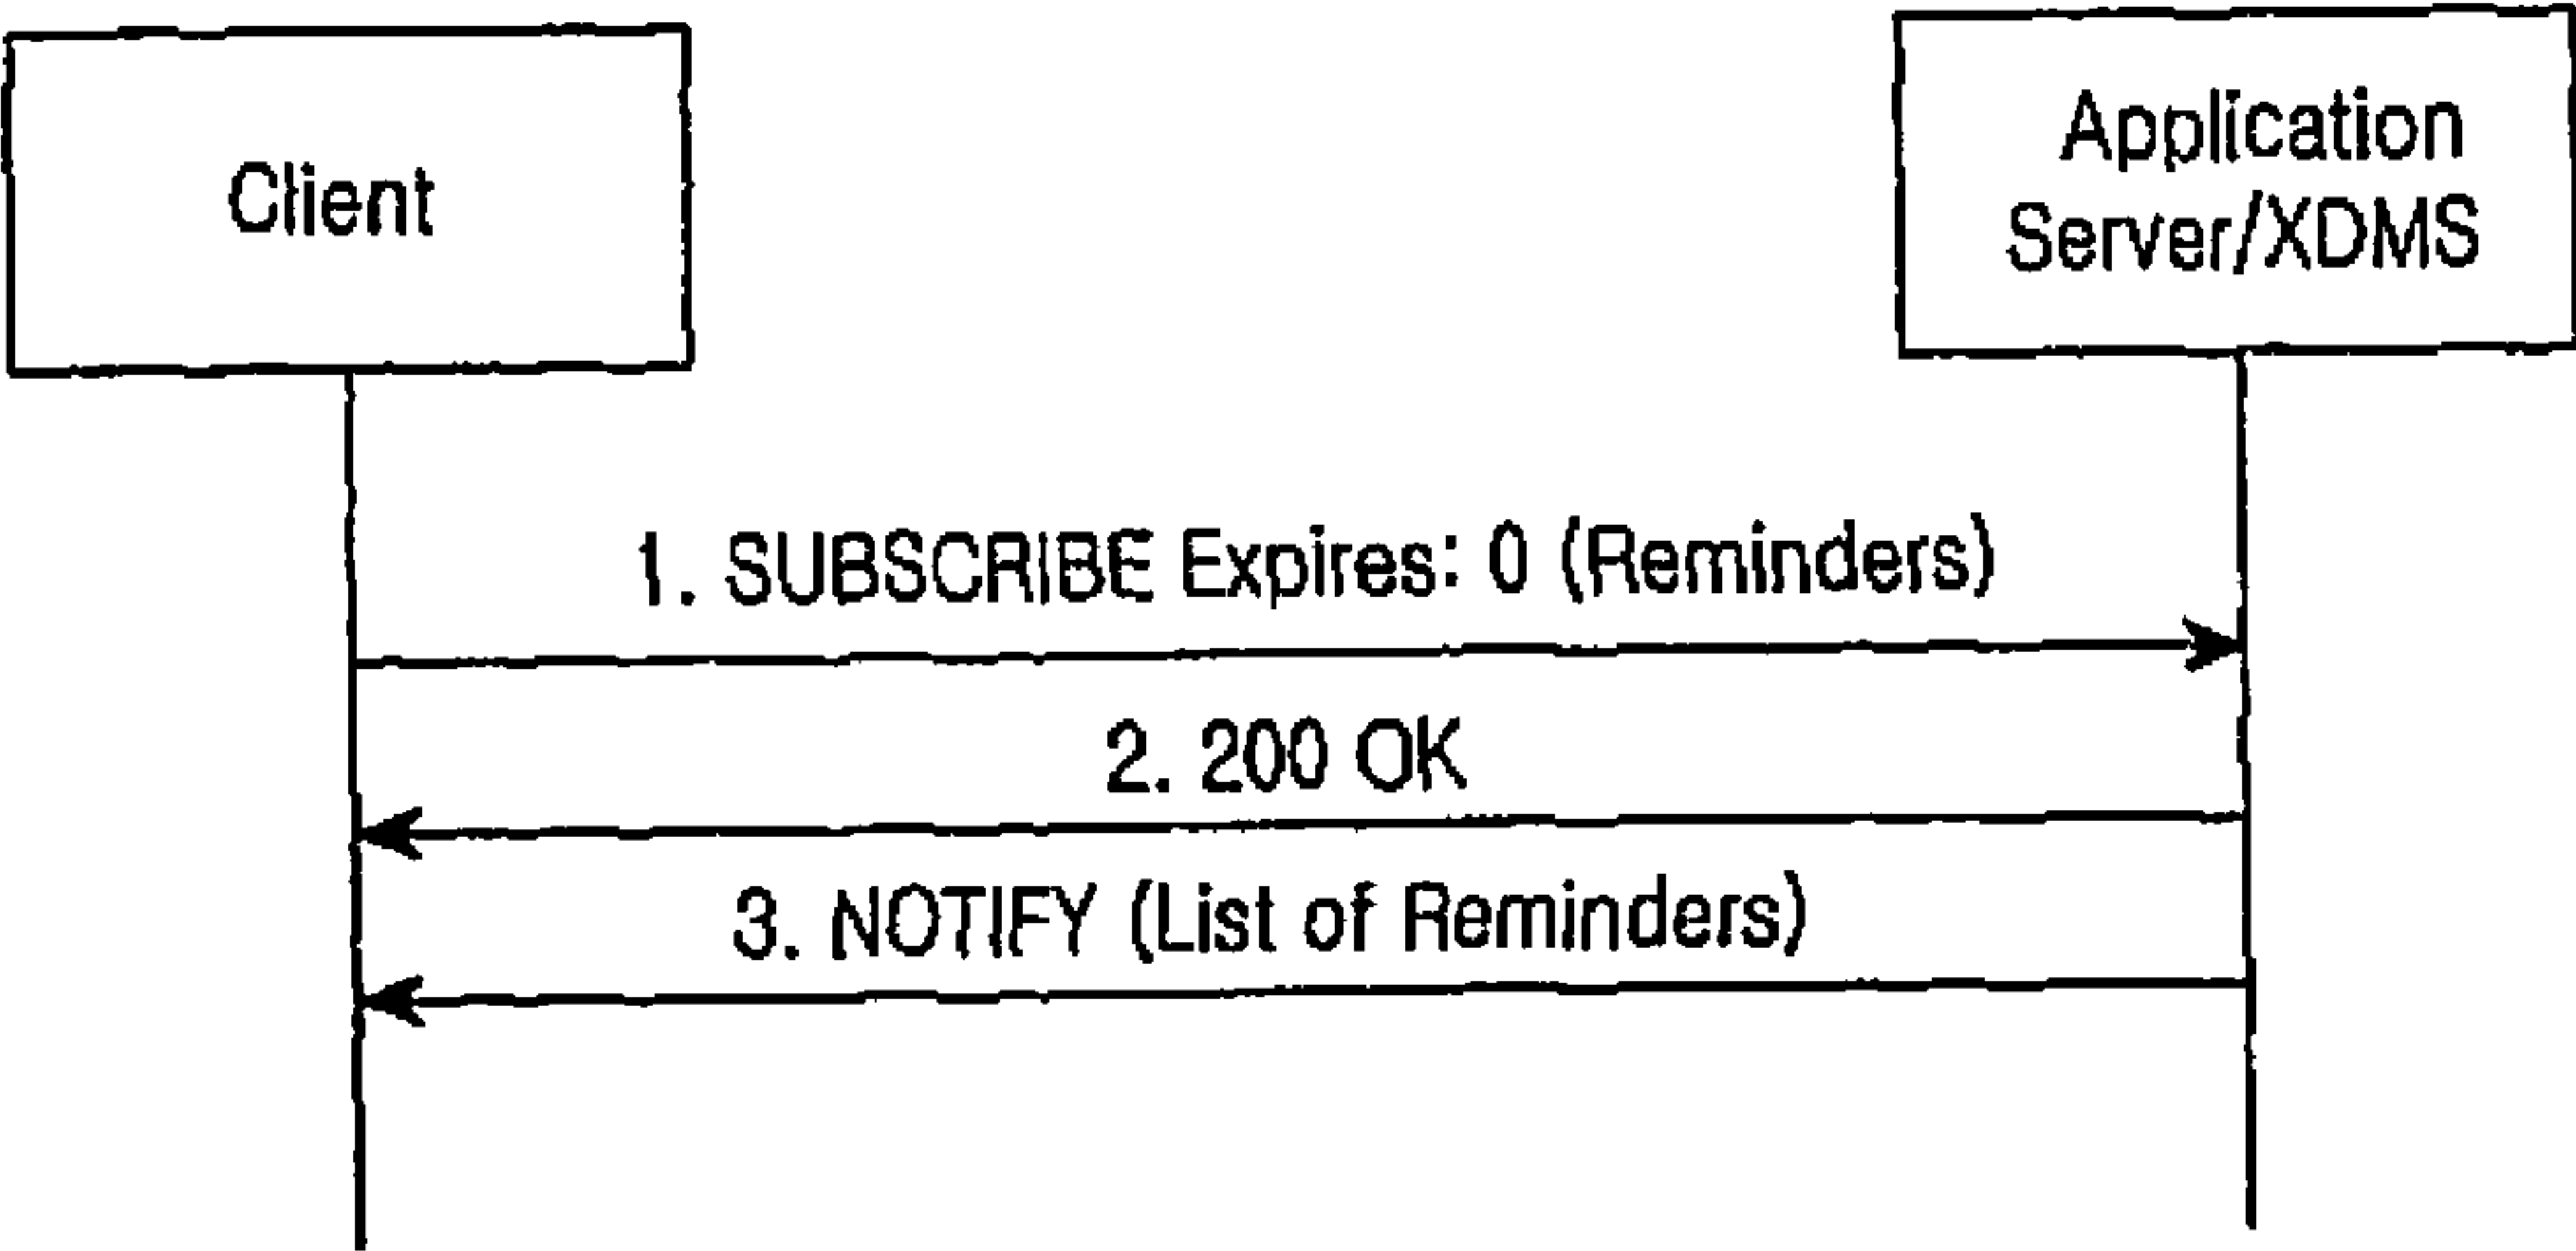 Client
Application
Server/XDMS
1. SUBSCRIBE Expires: 0 (Reminders)
2. 200 OK
3. NOTIFY (List of Reminders)